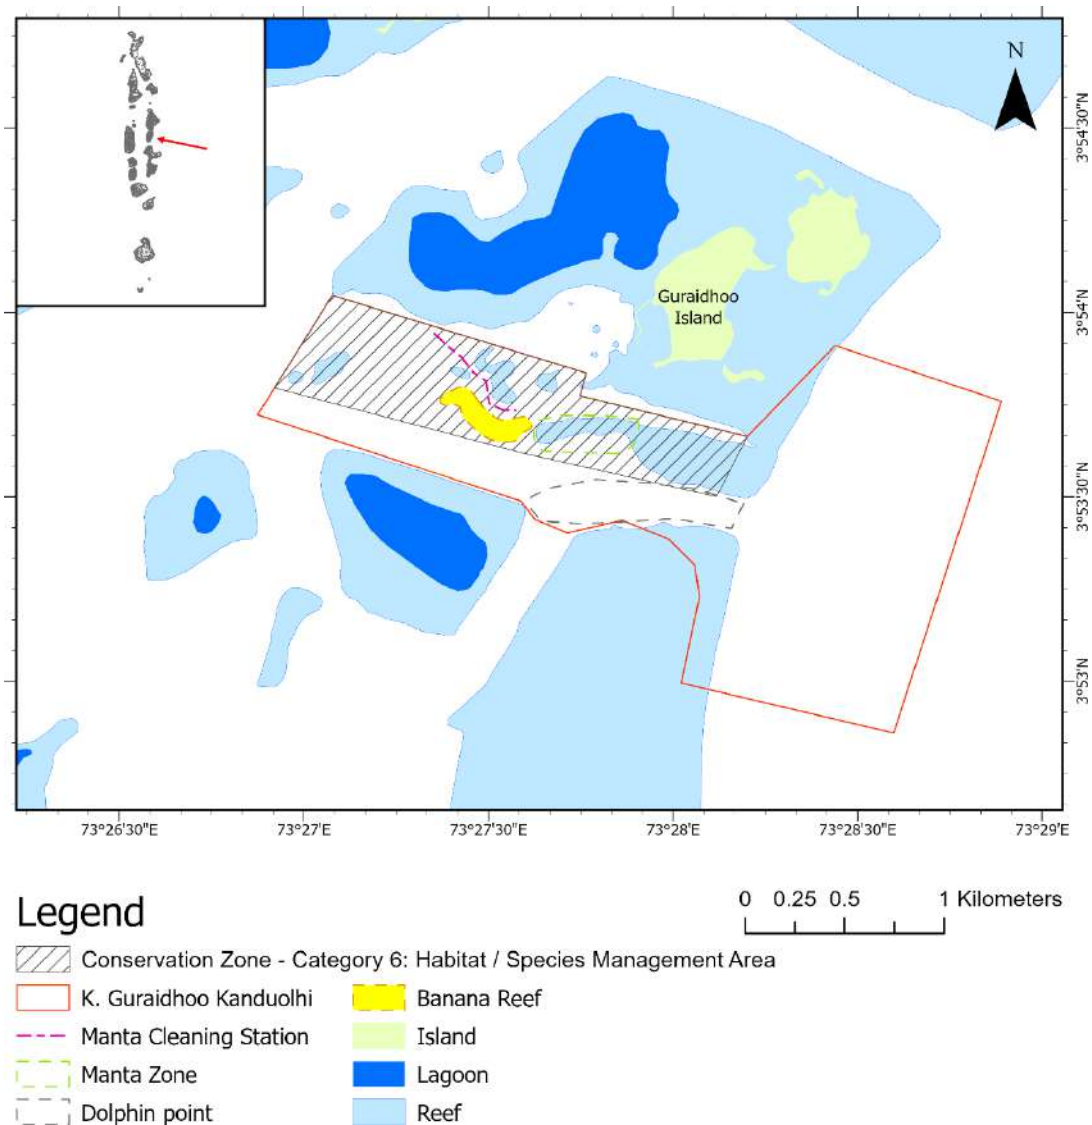 N
3°54'30"N
3°54'N
3°53'30"N
3°53'N
Guraidhoo
Island
73°26'30"E
73°27'E
73°27'30"E
73°28'E
73°28'30"E
73°29'E
Legend
0 0.25 0.5 1 Kilometers
Conservation Zone - Category 6: Habitat / Species Management Area
K. Guraidhoo Kanduolhi
Banana Reef
Manta Cleaning Station
Island
Manta Zone
Lagoon
Dolphin point
Reef